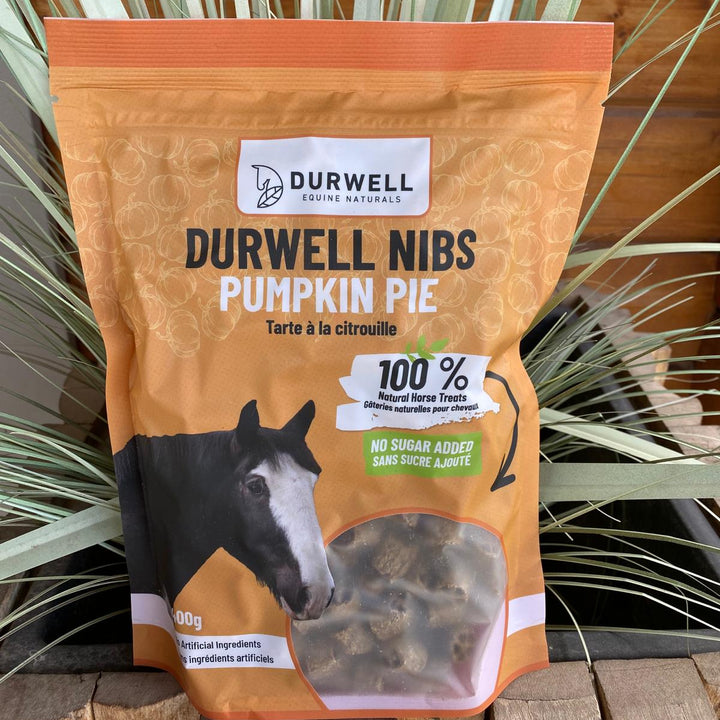 DURWELL
EQUINE NATURALS
DURWELL NIBS
PUMPKIN PIE
Tarte à la citrouille
100 %
Natural Horse Treats
Gâteries naturelles pour chevaux
NO SUGAR ADDED
SANS SUCRE AJOUTÉ
00g
Artificial Ingredients
ingrédients artificiels